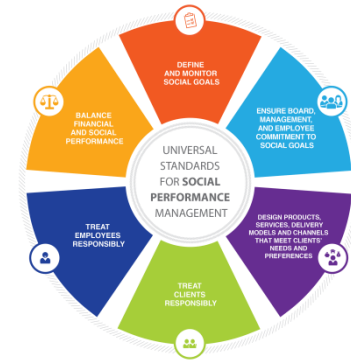 DEFINE
AND MONITOR
SOCIAL GOALS
ENSURE BOARD,
MANAGEMENT,
AND EMPLOYEE
COMMITMENT TO
SOCIAL GOALS
DESIGN PRODUCTS,
SERVICES, DELIVERY
MODELS AND CHANNELS
THAT MEET CLIENTS'
NEEDS AND
PREFERENCES
TREAT
CLIENTS
RESPONSIBLY
TREAT
EMPLOYEES
RESPONSIBLY
BALANCE
FINANCIAL
AND SOCIAL
PERFORMANCE
UNIVERSAL
STANDARDS
FOR SOCIAL
PERFORMANCE
MANAGEMENT